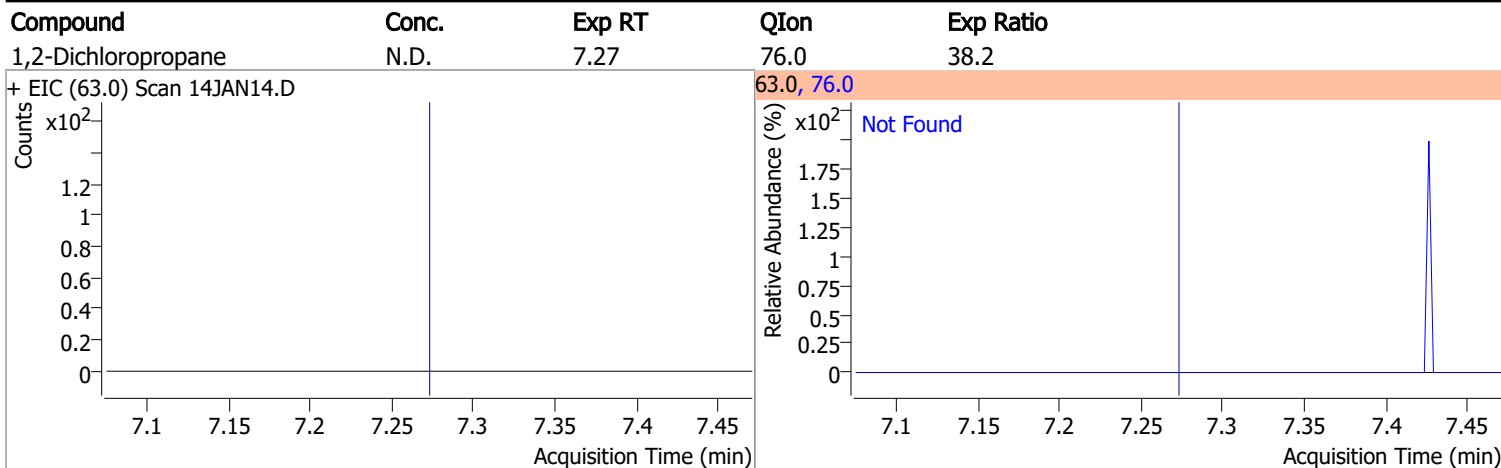 Compound Conc. Exp RT QIon Exp Ratio
1,2-Dichloropropane N.D. 7.27 76.0 38.2
+ EIC (63.0) Scan 14JAN14.D
Counts
x10²
1.2
1
0.8
0.6
0.4
0.2
0
7.1 7.15 7.2 7.25 7.3 7.35 7.4 7.45
Acquisition Time (min)
63.0, 76.0
Relative Abundance (%)
x10²
Not Found
1.75
1.5
1.25
1
0.75
0.5
0.25
0
7.1 7.15 7.2 7.25 7.3 7.35 7.4 7.45
Acquisition Time (min)